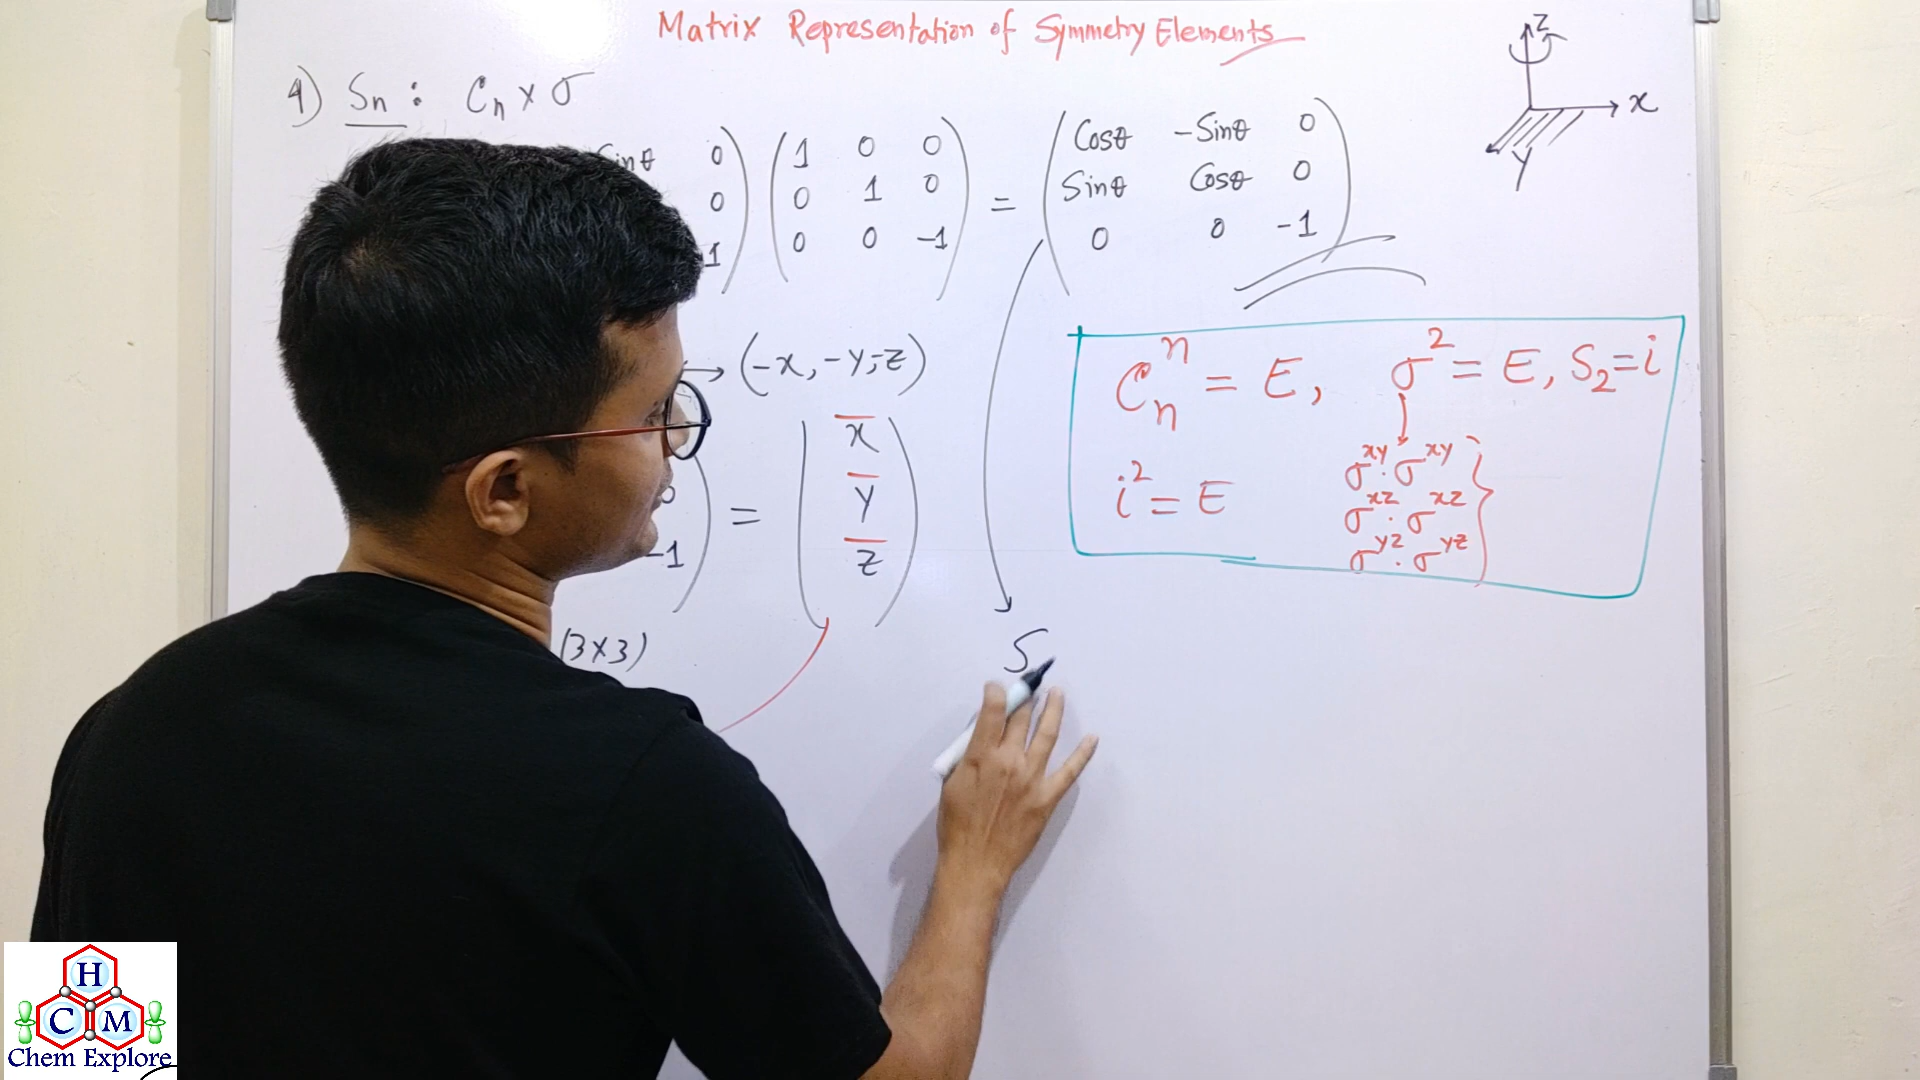 Matrix Representation of Symmetry Elements
4) Sn : Cn x σ
Sinθ 0
0
1
1 0 0
0 1 0
0 0 -1
=
Cosθ -Sinθ 0
Sinθ Cosθ 0
0 0 -1
Z
x
Y
→ (-x, -y, -z)
-1
=
x̅
y̅
z̅
(3x3)
S
Cₙⁿ = E, σ² = E, S₂ = i
i² = E
σˣʸ . σˣʸ
σˣᶻ . σˣᶻ
σʸᶻ . σʸᶻ
H
C M
Chem Explore